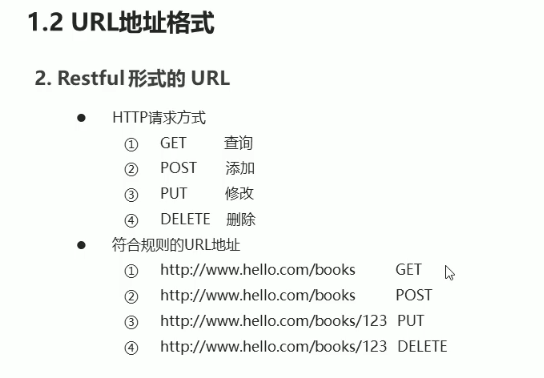 1.2 URL地址格式
2. Restful 形式的 URL
● HTTP请求方式
① GET 查询
② POST 添加
③ PUT 修改
④ DELETE 删除
● 符合规则的URL地址
① http://www.hello.com/books GET
② http://www.hello.com/books POST
③ http://www.hello.com/books/123 PUT
④ http://www.hello.com/books/123 DELETE